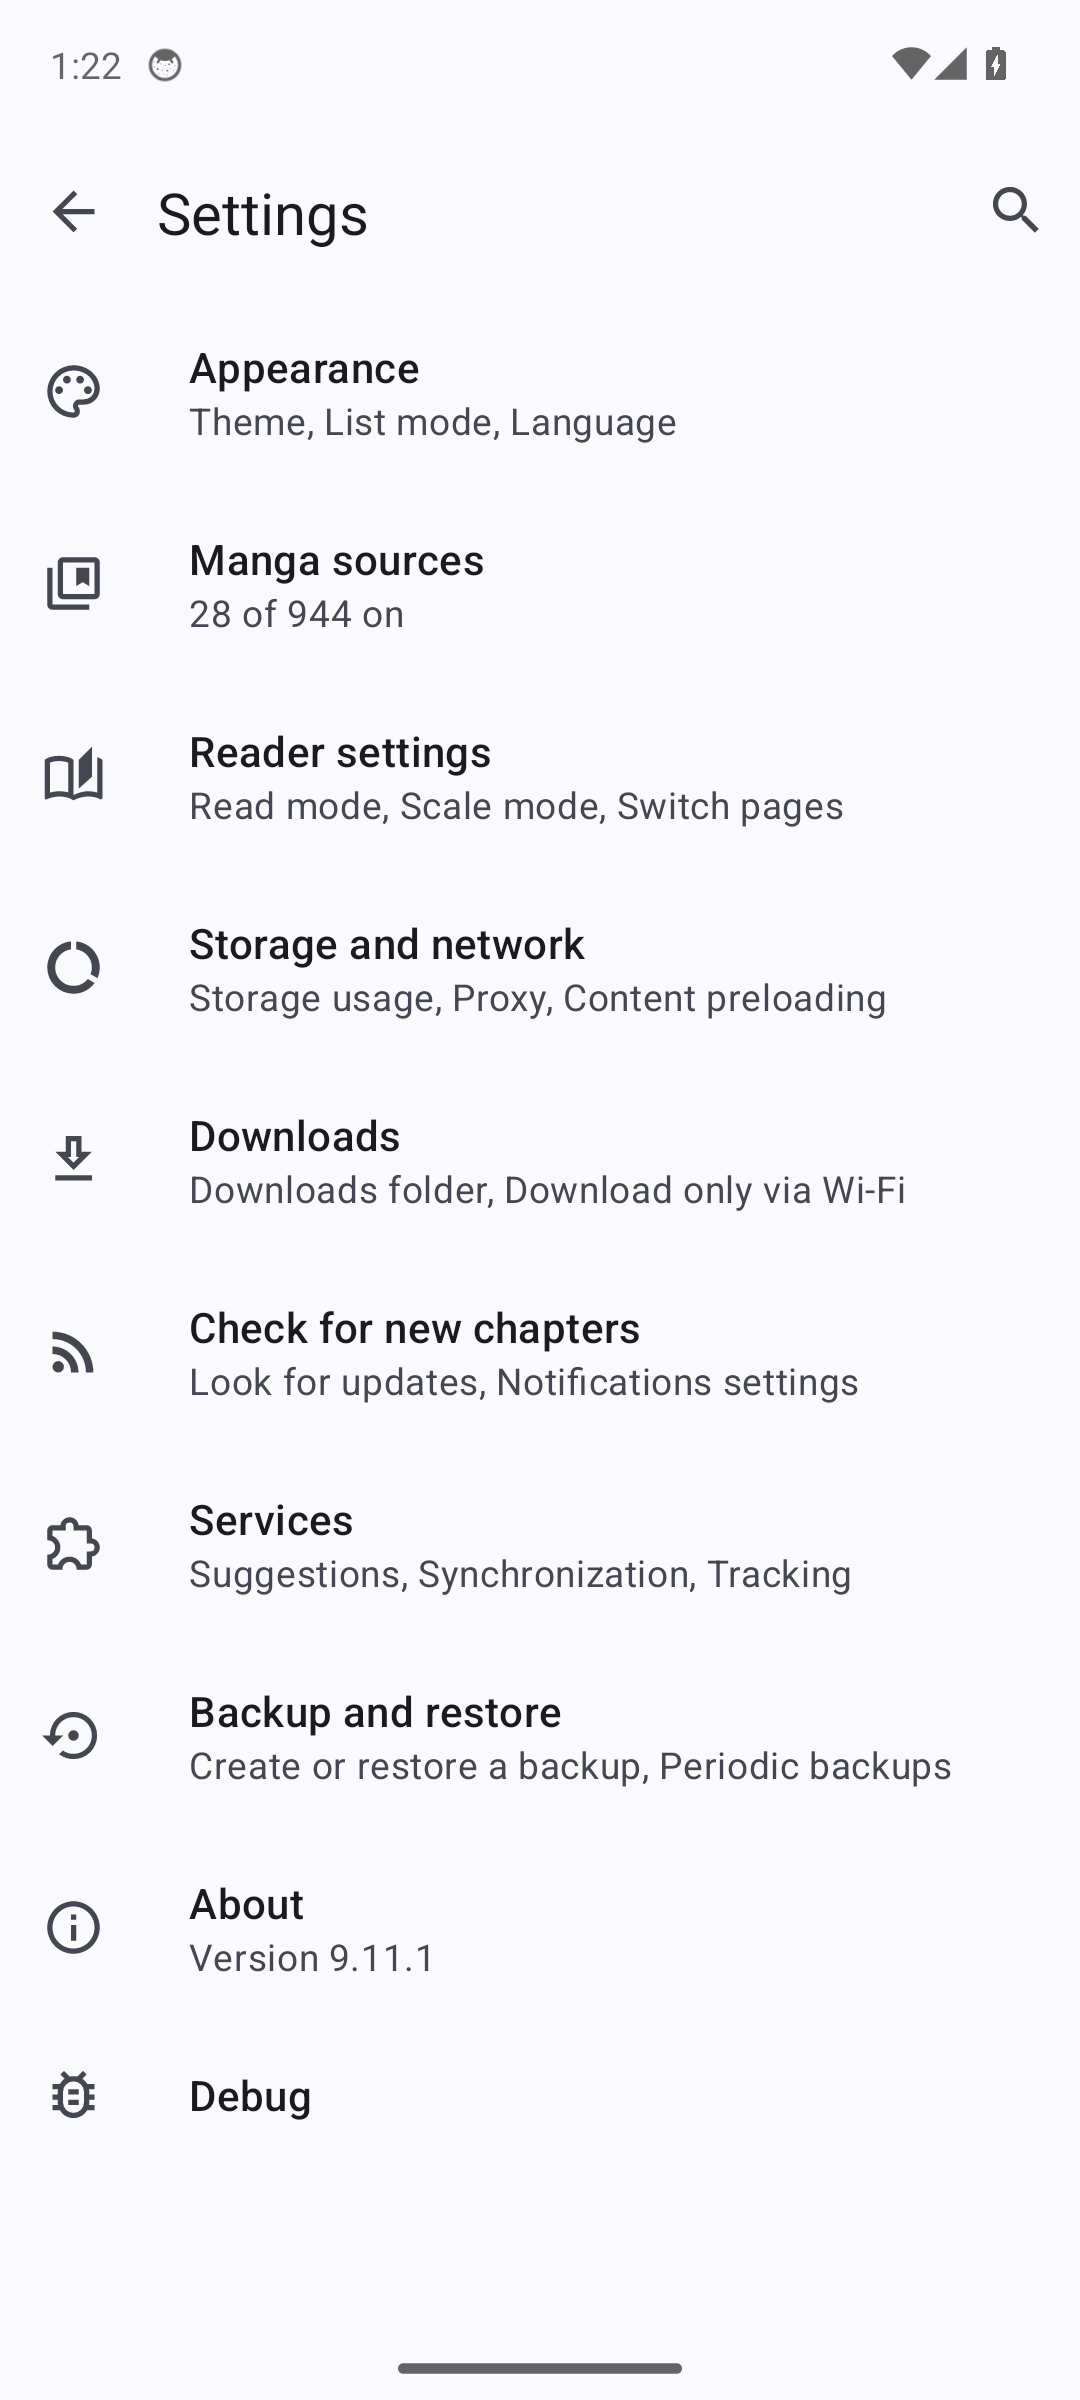 1:22
Settings
Appearance
Theme, List mode, Language
Manga sources
28 of 944 on
Reader settings
Read mode, Scale mode, Switch pages
Storage and network
Storage usage, Proxy, Content preloading
Downloads
Downloads folder, Download only via Wi-Fi
Check for new chapters
Look for updates, Notifications settings
Services
Suggestions, Synchronization, Tracking
Backup and restore
Create or restore a backup, Periodic backups
About
Version 9.11.1
Debug